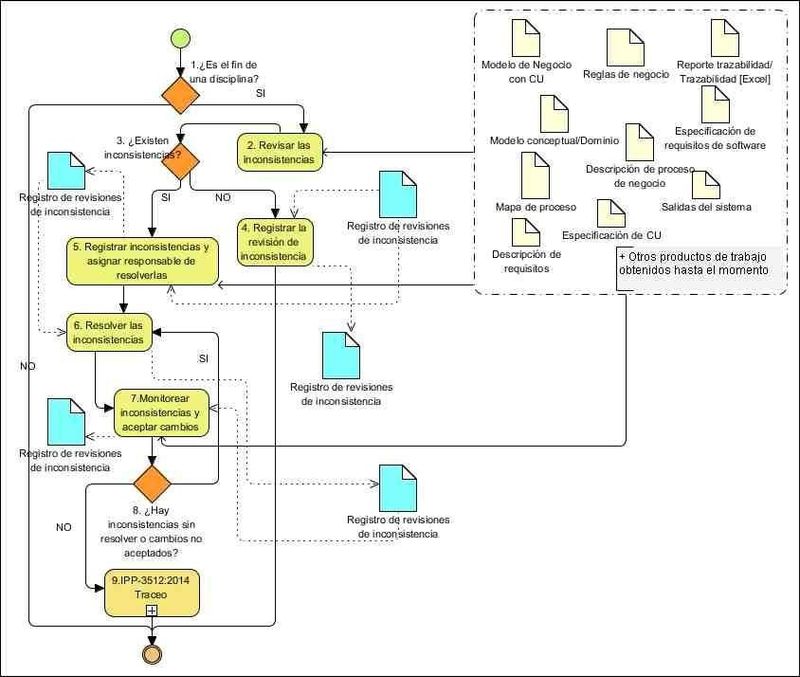 1.¿Es el fin de
una disciplina?
SI
Modelo de Negocio
con CU
Reglas de negocio
Reporte trazabilidad/
Trazabilidad [Excel]
Modelo conceptual/Dominio
Especificación de
requisitos de software
Descripción de proceso
de negocio
Mapa de proceso
Salidas del sistema
Especificación de CU
Descripción de
requisitos
+ Otros productos de trabajo
obtenidos hasta el momento
3. ¿Existen
inconsistencias?
2. Revisar las
inconsistencias
Registro de revisiones
de inconsistencia
SI
NO
4. Registrar la
revisión de
inconsistencia
Registro de revisiones
de inconsistencia
5. Registrar inconsistencias y
asignar responsable de
resolverlas
6. Resolver las
inconsistencias
NO
SI
Registro de revisiones
de inconsistencia
7.Monitorear
inconsistencias y
aceptar cambios
Registro de revisiones
de inconsistencia
8. ¿Hay
inconsistencias sin
resolver o cambios no
aceptados?
NO
Registro de revisiones
de inconsistencia
9.IPP-3512:2014
Traceo